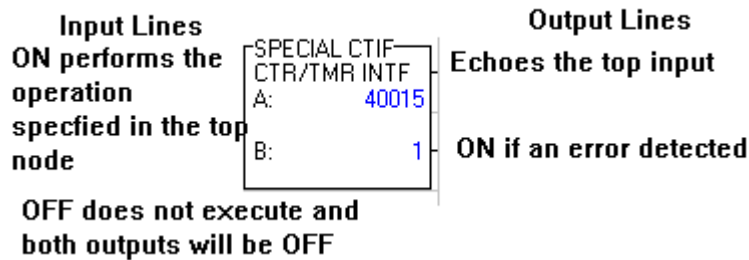 Input Lines
ON performs the
operation
specfied in the top
node
OFF does not execute and
both outputs will be OFF
SPECIAL CTIF
CTR/TMR INTF
A: 40015
B: 1
Output Lines
Echoes the top input
ON if an error detected